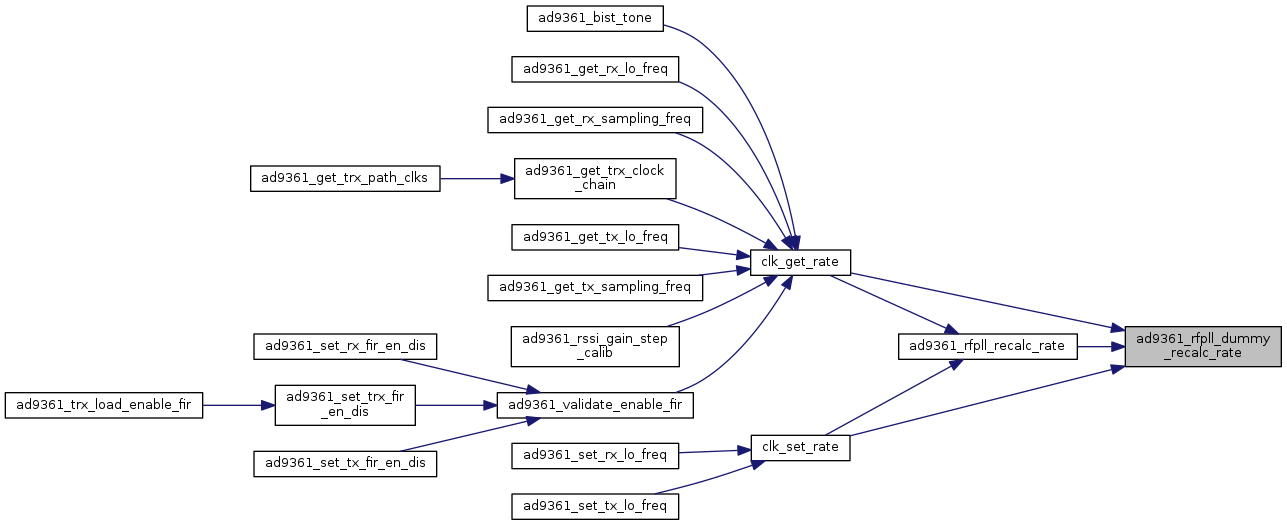 ad9361_bist_tone
ad9361_get_rx_lo_freq
ad9361_get_rx_sampling_freq
ad9361_get_trx_clock
_chain
ad9361_get_trx_path_clks
ad9361_get_tx_lo_freq
clk_get_rate
ad9361_get_tx_sampling_freq
ad9361_rssi_gain_step
_calib
ad9361_set_rx_fir_en_dis
ad9361_rfpll_recalc_rate
ad9361_rfpll_dummy
_recalc_rate
ad9361_trx_load_enable_fir
ad9361_set_trx_fir
_en_dis
ad9361_validate_enable_fir
ad9361_set_tx_fir_en_dis
ad9361_set_rx_lo_freq
clk_set_rate
ad9361_set_tx_lo_freq